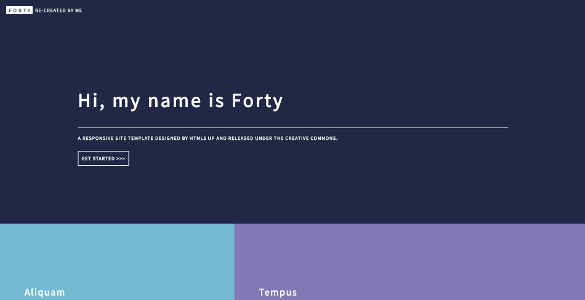 FORTY RE-CREATED BY ME
Hi, my name is Forty
A RESPONSIVE SITE TEMPLATE DESIGNED BY HTML5 UP AND RELEASED UNDER THE CREATIVE COMMONS.
GET STARTED >>>
Aliquam
Tempus